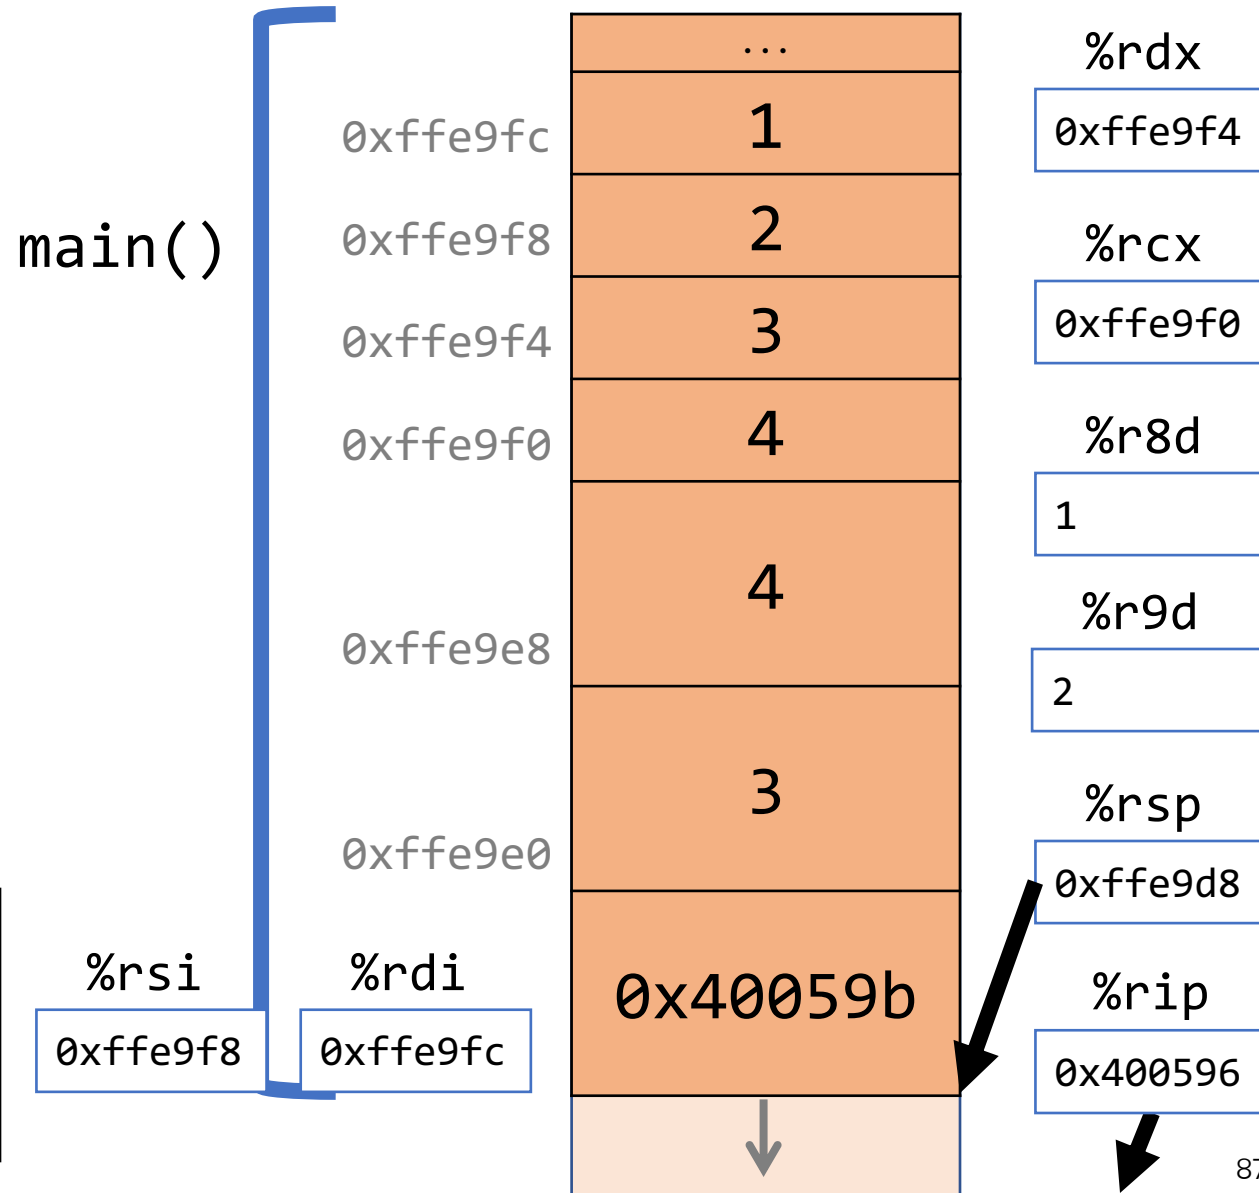 main()
0xffe9fc
0xffe9f8
0xffe9f4
0xffe9f0
0xffe9e8
0xffe9e0
...
1
2
3
4
4
3
0x40059b
%rsi
0xffe9f8
%rdi
0xffe9fc
%rdx
0xffe9f4
%rcx
0xffe9f0
%r8d
1
%r9d
2
%rsp
0xffe9d8
%rip
0x400596
87